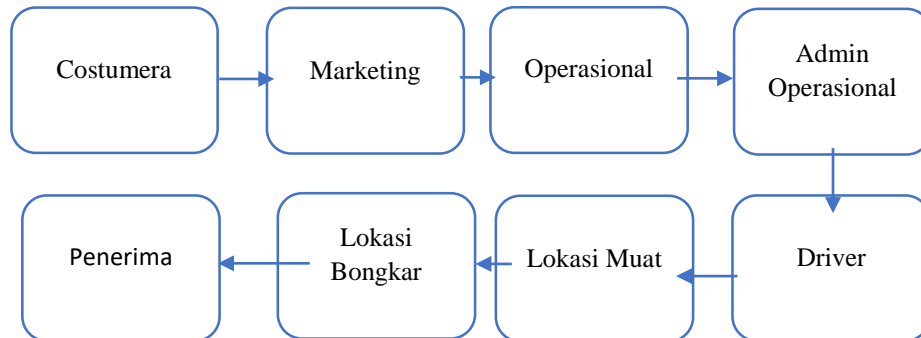 Costumera
Marketing
Operasional
Admin
Operasional
Penerima
Lokasi
Bongkar
Lokasi Muat
Driver